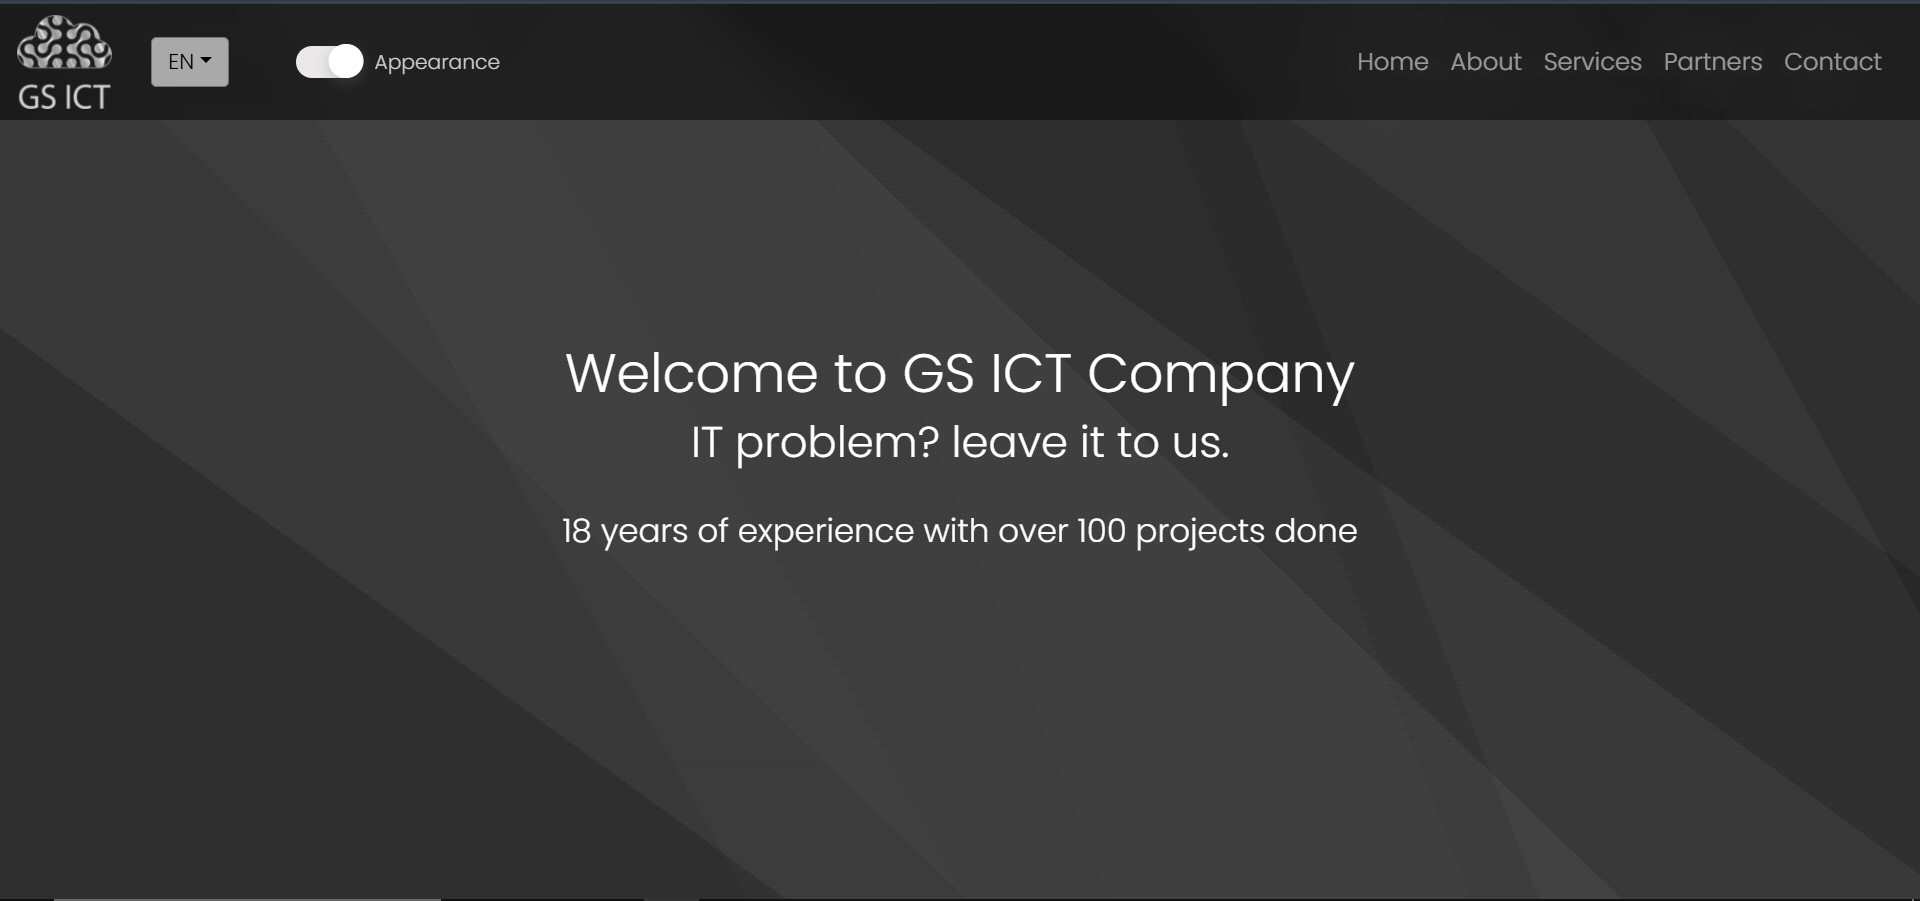 GS ICT
EN
Appearance
Home About Services Partners Contact
Welcome to GS ICT Company
IT problem? leave it to us.
18 years of experience with over 100 projects done